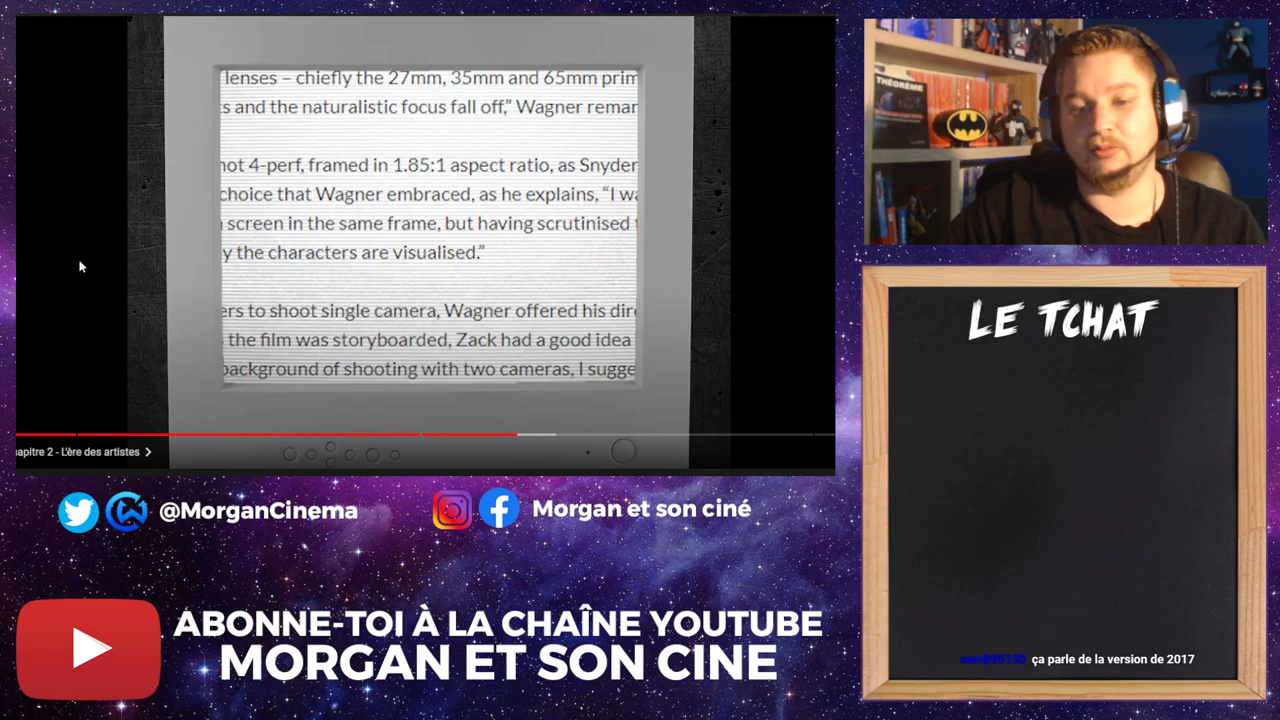 lenses – chiefly the 27mm, 35mm and 65mm prim
s and the naturalistic focus fall off,” Wagner remar
not 4-perf, framed in 1.85:1 aspect ratio, as Snyder
choice that Wagner embraced, as he explains, “I wa
screen in the same frame, but having scrutinised
y the characters are visualised.”
ers to shoot single camera, Wagner offered his dire
the film was storyboarded, Zack had a good idea
background of shooting with two cameras, I sugge
apitre 2 - L'ère des artistes
THÉORÈME
LE TCHAT
ça parle de la version de 2017
@MorganCinema
Morgan et son ciné
ABONNE-TOI À LA CHAÎNE YOUTUBE
MORGAN ET SON CINE